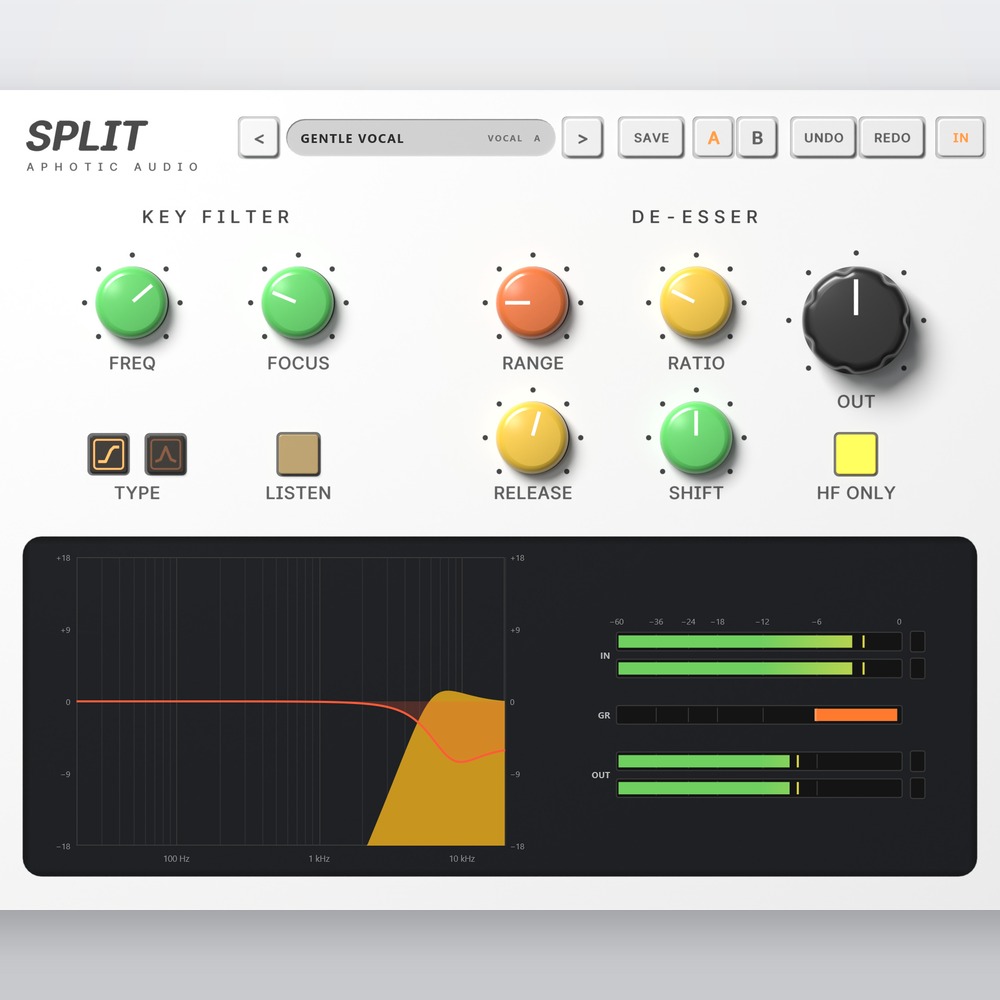 SPLIT
APHOTIC AUDIO
< GENTLE VOCAL VOCAL A > SAVE A B UNDO REDO IN
KEY FILTER
DE-ESSER
FREQ FOCUS RANGE RATIO
OUT
TYPE LISTEN RELEASE SHIFT HF ONLY
+18 +18
+9 +9
0 0
−9 −9
−18 −18
100 Hz 1 kHz 10 kHz
−60 −36 −24 −18 −12 −6 0
IN
GR
OUT